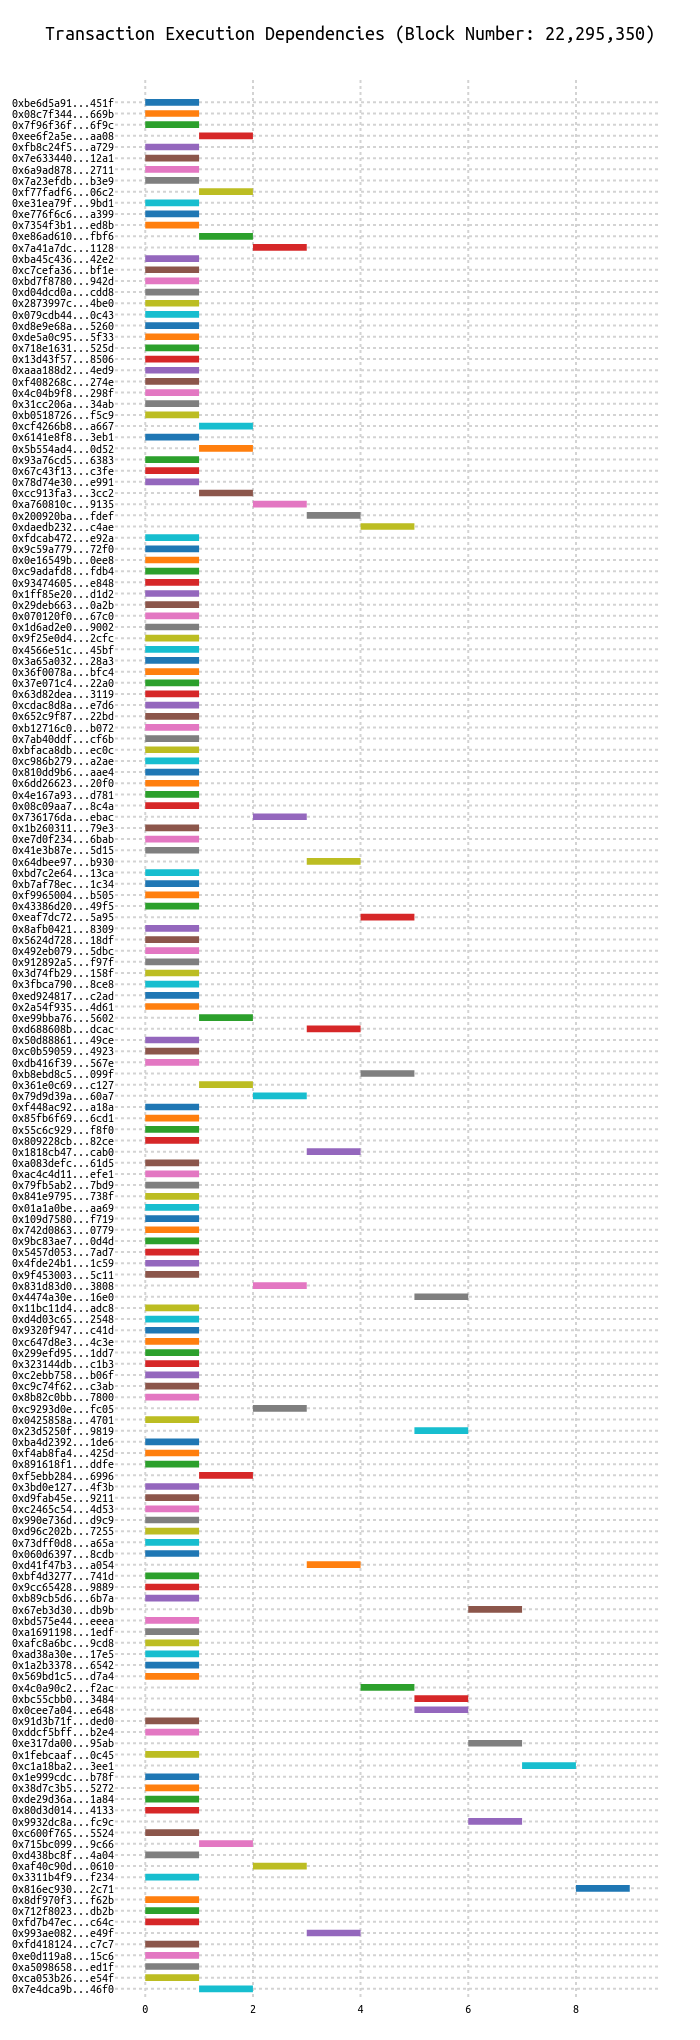 Transaction Execution Dependencies (Block Number: 22,295,350)
0xbe6d5a91...451f
0x08c7f344...669b
0x7f96f36f...6f9c
0xee6f2a5e...aa08
0xfb8c24f5...a729
0x7e633440...12a1
0x6a9ad878...2711
0x7a23efdb...b3e9
0xf77fadf6...06c2
0xe31ea79f...9bd1
0xe776f6c6...a399
0x7354f3b1...ed8b
0xe86ad610...fbf6
0x7a41a7dc...1128
0xba45c436...42e2
0xc7cefa36...bf1e
0xbd7f8780...942d
0xd04dcd0a...cdd8
0x2873997c...4be0
0x079cdb44...0c43
0xd8e9e68a...5260
0xde5a0c95...5f33
0x718e1631...525d
0x13d43f57...8506
0xaaa188d2...4ed9
0xf408268c...274e
0x4c04b9f8...298f
0x31cc206a...34ab
0xb0518726...f5c9
0xcf4266b8...a667
0x6141e8f8...3eb1
0x5b554ad4...0d52
0x93a76cd5...6383
0x67c43f13...c3fe
0x78d74e30...e991
0xcc913fa3...3cc2
0xa760810c...9135
0x200920ba...fdef
0xdaedb232...c4ae
0xfdcab472...e92a
0x9c59a779...72f0
0x0e16549b...0ee8
0xc9adafd8...fdb4
0x93474605...e848
0x1ff85e20...d1d2
0x29deb663...0a2b
0x070120f0...67c0
0x1d6ad2e0...9002
0x9f25e0d4...2cfc
0x4566e51c...45bf
0x3a65a032...28a3
0x36f0078a...bfc4
0x37e071c4...22a0
0x63d82dea...3119
0xcdac8d8a...e7d6
0x652c9f87...22bd
0xb12716c0...b072
0x7ab40ddf...cf6b
0xbfaca8db...ec0c
0xc986b279...a2ae
0x810dd9b6...aae4
0x6dd26623...20f0
0x4e167a93...d781
0x08c09aa7...8c4a
0x736176da...ebac
0x1b260311...79e3
0xe7d0f234...6bab
0x41e3b87e...5d15
0x64dbee97...b930
0xbd7c2e64...13ca
0xb7af78ec...1c34
0xf9965004...b505
0x43386d20...49f5
0xeaf7dc72...5a95
0x8afb0421...8309
0x5624d728...18df
0x492eb079...5dbc
0x912892a5...f97f
0x3d74fb29...158f
0x3fbca790...8ce8
0xed924817...c2ad
0x2a54f935...4d61
0xe99bba76...5602
0xd688608b...dcac
0x50d88861...49ce
0xc0b59059...4923
0xdb416f39...567e
0xb8ebd8c5...099f
0x361e0c69...c127
0x79d9d39a...60a7
0xf448ac92...a18a
0x85fb6f69...6cd1
0x55c6c929...f8f0
0x809228cb...82ce
0x1818cb47...cab0
0xa083defc...61d5
0xac4c4d11...efe1
0x79fb5ab2...7bd9
0x841e9795...738f
0x01a1a0be...aa69
0x109d7580...f719
0x742d0863...0779
0x9bc83ae7...0d4d
0x5457d053...7ad7
0x4fde24b1...1c59
0x9f453003...5c11
0x831d83d0...3808
0x4474a30e...16e0
0x11bc11d4...adc8
0xd4d03c65...2548
0x9320f947...c41d
0xc647d8e3...4c3e
0x299efd95...1dd7
0x323144db...c1b3
0xc2ebb758...b06f
0xc9c74f62...c3ab
0x8b82c0bb...7800
0xc9293d0e...fc05
0x0425858a...4701
0x23d5250f...9819
0xba4d2392...1de6
0xf4ab8fa4...425d
0x891618f1...ddfe
0xf5ebb284...6996
0x3bd0e127...4f3b
0xd9fab45e...9211
0xc2465c54...4d53
0x990e736d...d9c9
0xd96c202b...7255
0x73dff0d8...a65a
0x060d6397...8cdb
0xd41f47b3...a054
0xbf4d3277...741d
0x9cc65428...9889
0xb89cb5d6...6b7a
0x67eb3d30...db9b
0xbd575e44...eeea
0xa1691198...1edf
0xafc8a6bc...9cd8
0xad38a30e...17e5
0x1a2b3378...6542
0x569bd1c5...d7a4
0x4c0a90c2...f2ac
0xbc55cbb0...3484
0x0cee7a04...e648
0x91d3b71f...ded0
0xddcf5bff...b2e4
0xe317da00...95ab
0x1febcaaf...0c45
0xc1a18ba2...3ee1
0x1e999cdc...b78f
0x38d7c3b5...5272
0xde29d36a...1a84
0x80d3d014...4133
0x9932dc8a...fc9c
0xc600f765...5524
0x715bc099...9c66
0xd438bc8f...4a04
0xaf40c90d...0610
0x3311b4f9...f234
0x816ec930...2c71
0x8df970f3...f62b
0x712f8023...db2b
0xfd7b47ec...c64c
0x993ae082...e49f
0xfd418124...c7c7
0xe0d119a8...15c6
0xa5098658...ed1f
0xca053b26...e54f
0x7e4dca9b...46f0
0 2 4 6 8